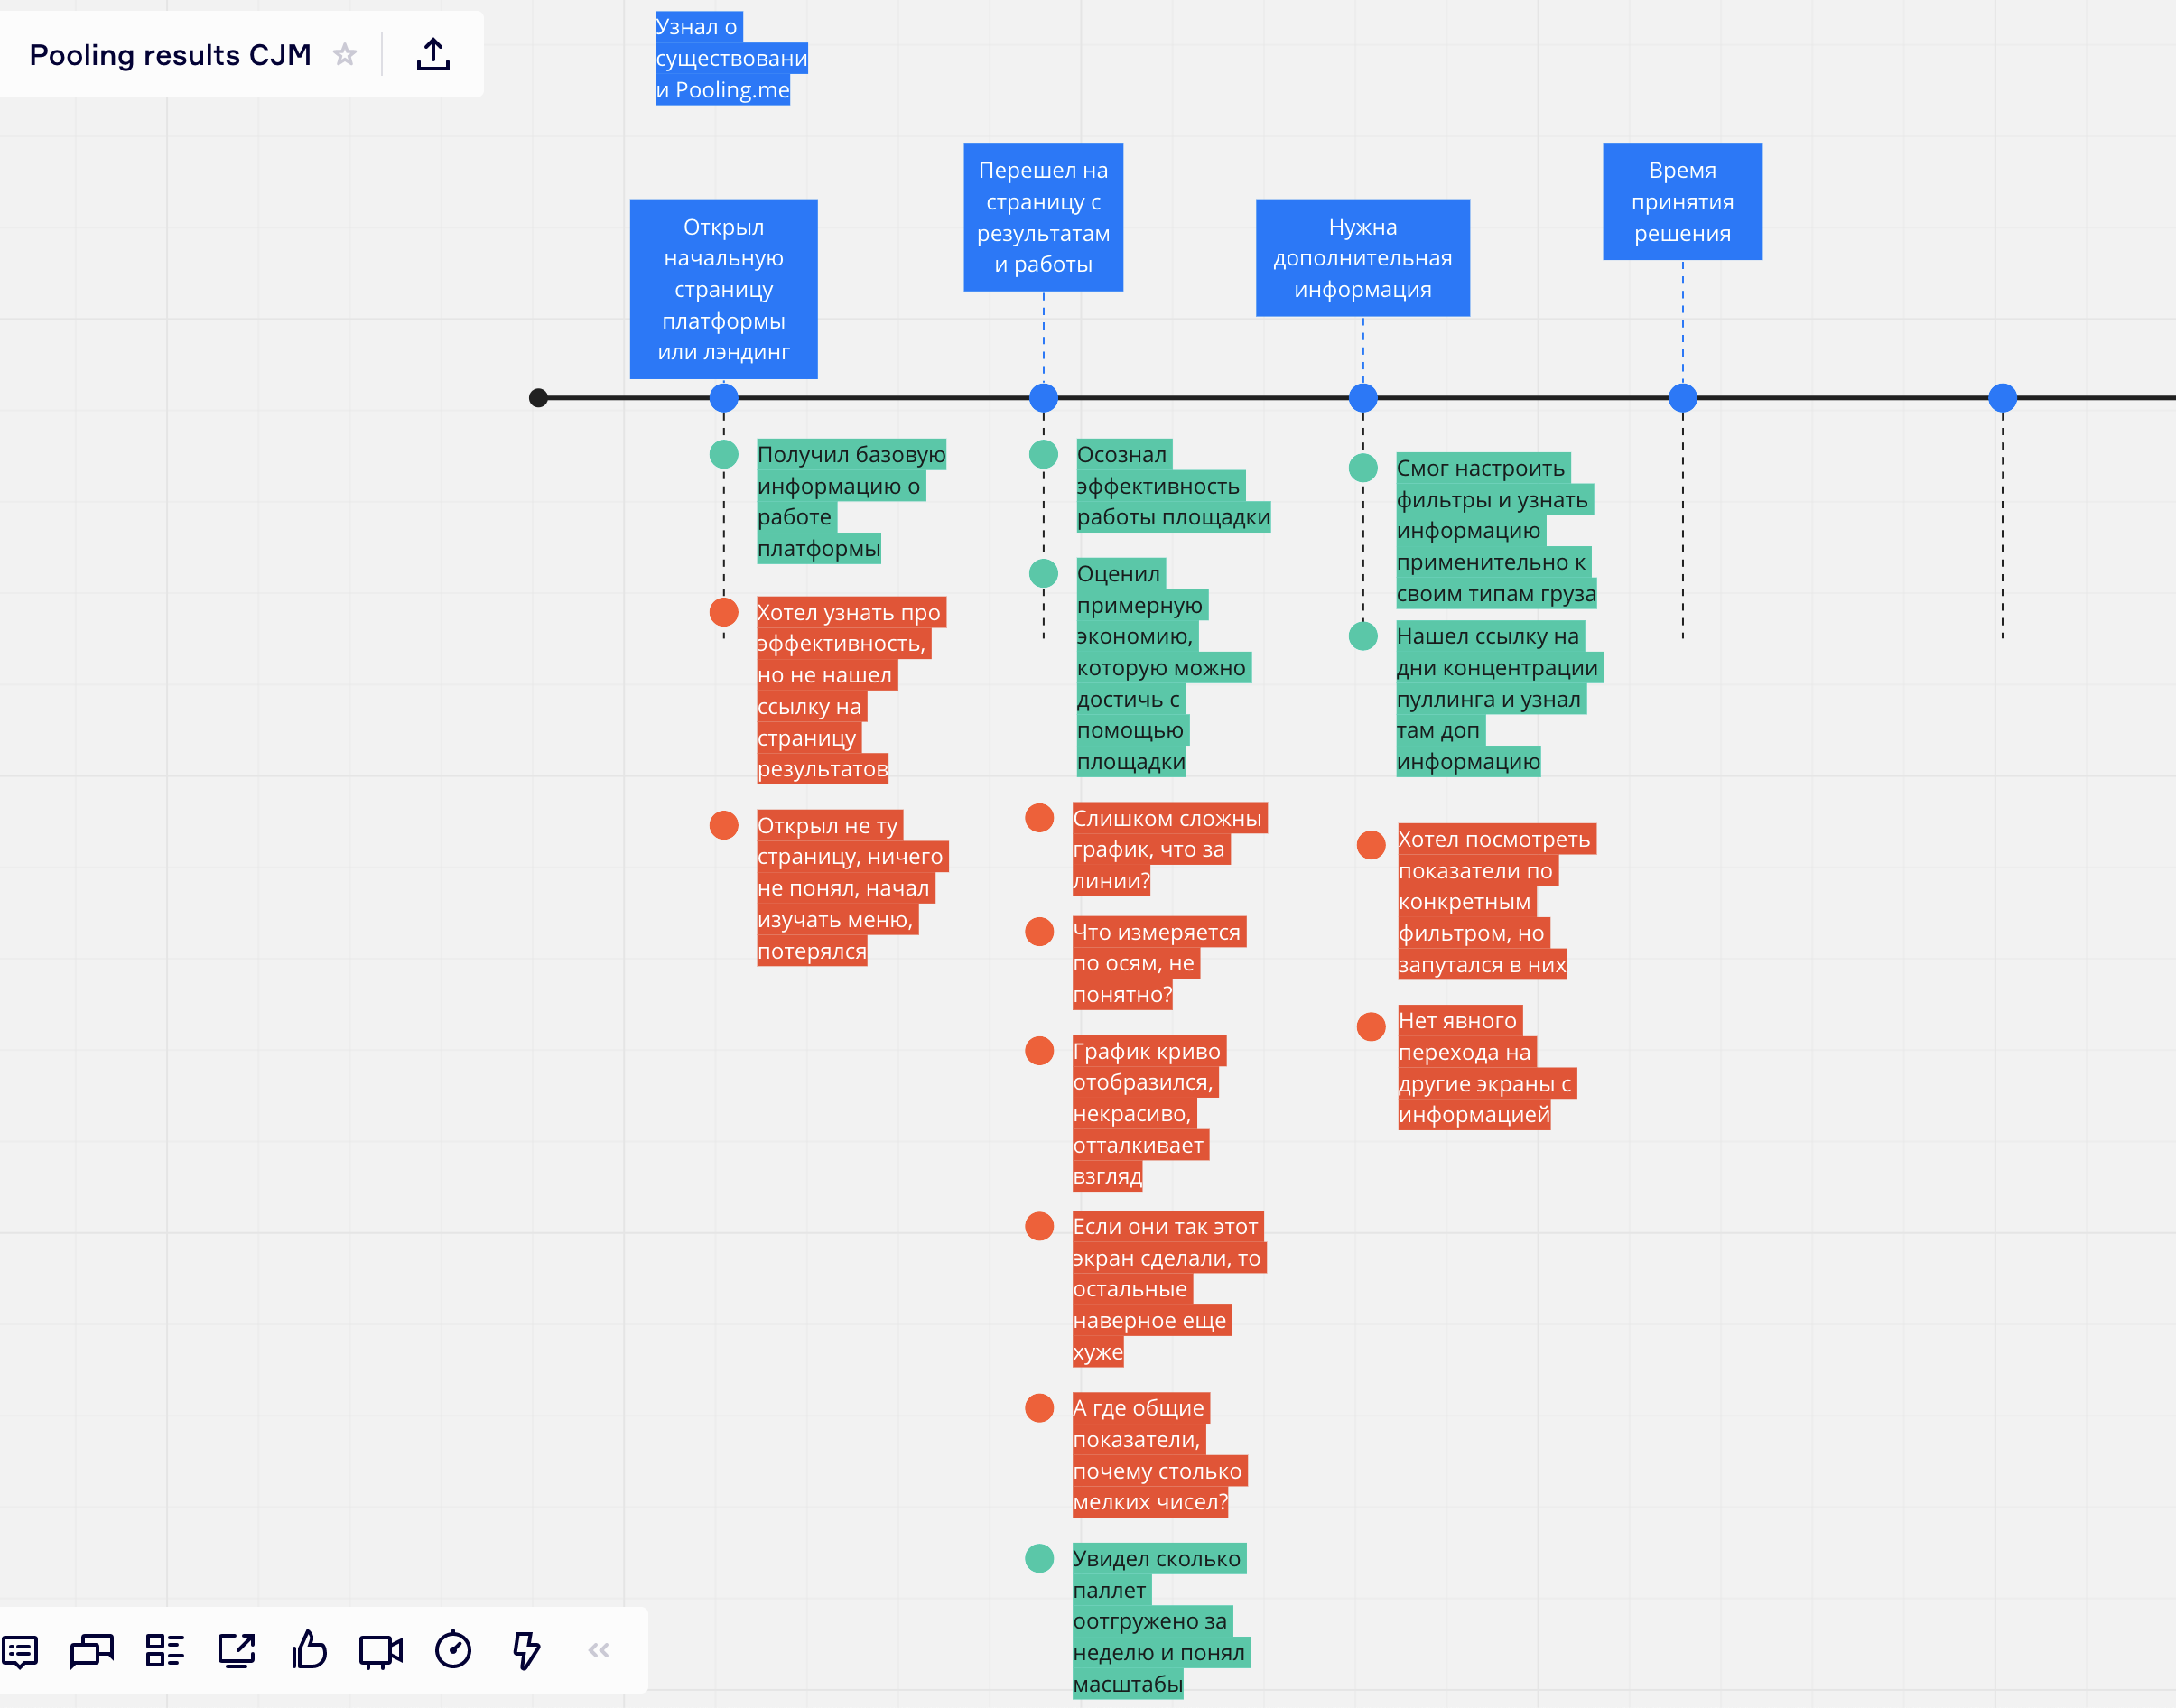 Pooling results CJM
Узнал о
существовани
и Pooling.me
Открыл
начальную
страницу
платформы
или лэндинг
Перешел на
страницу с
результатам
и работы
Нужна
дополнительная
информация
Время
принятия
решения
Получил базовую
информацию о
работе
платформы
Хотел узнать про
эффективность,
но не нашел
ссылку на
страницу
результатов
Открыл не ту
страницу, ничего
не понял, начал
изучать меню,
потерялся
Осознал
эффективность
работы площадки
Оценил
примерную
экономию,
которую можно
достичь с
помощью
площадки
Слишком сложны
график, что за
линии?
Что измеряется
по осям, не
понятно?
График криво
отобразился,
некрасиво,
отталкивает
взгляд
Если они так этот
экран сделали, то
остальные
наверное еще
хуже
А где общие
показатели,
почему столько
мелких чисел?
Увидел сколько
паллет
оотгружено за
неделю и понял
масштабы
Смог настроить
фильтры и узнать
информацию
применительно к
своим типам груза
Нашел ссылку на
дни концентрации
пуллинга и узнал
там доп
информацию
Хотел посмотреть
показатели по
конкретным
фильтром, но
запутался в них
Нет явного
перехода на
другие экраны с
информацией